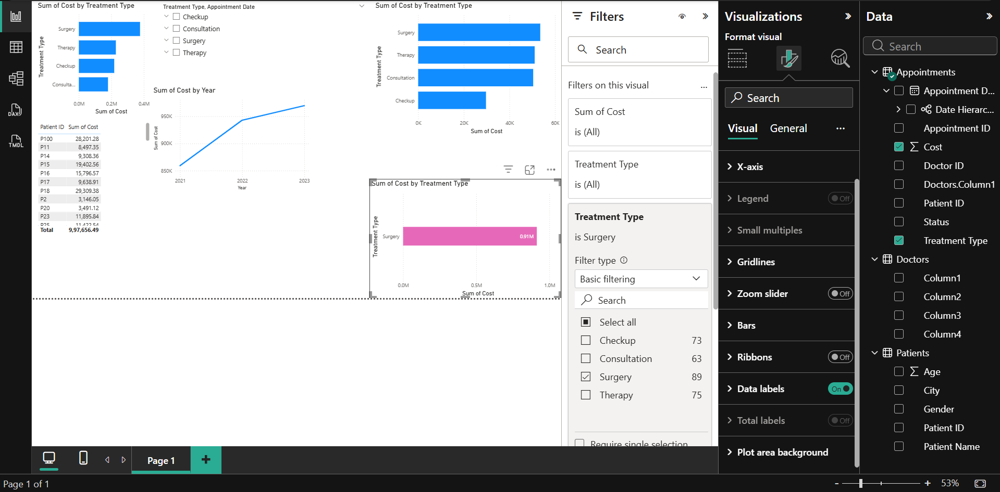 Sum of Cost by Treatment Type
Treatment Type
Surgery
Therapy
Checkup
Consulta...
0.0M 0.2M 0.4M
Sum of Cost
Treatment Type, Appointment Date
Checkup
Consultation
Surgery
Therapy
Sum of Cost by Year
Sum of Cost
950K
900K
850K
2021 2022 2023
Year
Patient ID Sum of Cost
P100 28,201.28
P11 8,497.35
P14 9,308.36
P15 19,402.56
P16 15,796.57
P17 9,638.91
P18 29,309.38
P2 3,146.05
P20 3,491.12
P23 11,895.84
P25 11,422.54
Total 9,97,656.49
Sum of Cost by Treatment Type
Treatment Type
Surgery
Therapy
Consultation
Checkup
0K 20K 40K 60K
Sum of Cost
Sum of Cost by Treatment Type
Treatment Type
Surgery
0.91M
0.0M 0.5M 1.0M
Sum of Cost
Filters
Search
Filters on this visual
Sum of Cost
is (All)
Treatment Type
is (All)
Treatment Type
is Surgery
Filter type
Basic filtering
Search
Select all
Checkup 73
Consultation 63
Surgery 89
Therapy 75
Require single selection
Visualizations
Format visual
Search
Visual General
X-axis
Legend Off
Small multiples
Gridlines
Zoom slider Off
Bars
Ribbons Off
Data labels On
Total labels Off
Plot area background
Data
Search
Appointments
Appointment D...
Date Hierarc...
Appointment ID
Cost
Doctor ID
Doctors.Column1
Patient ID
Status
Treatment Type
Doctors
Column1
Column2
Column3
Column4
Patients
Age
City
Gender
Patient ID
Patient Name
DAX
TMDL
Page 1
Page 1 of 1
53%